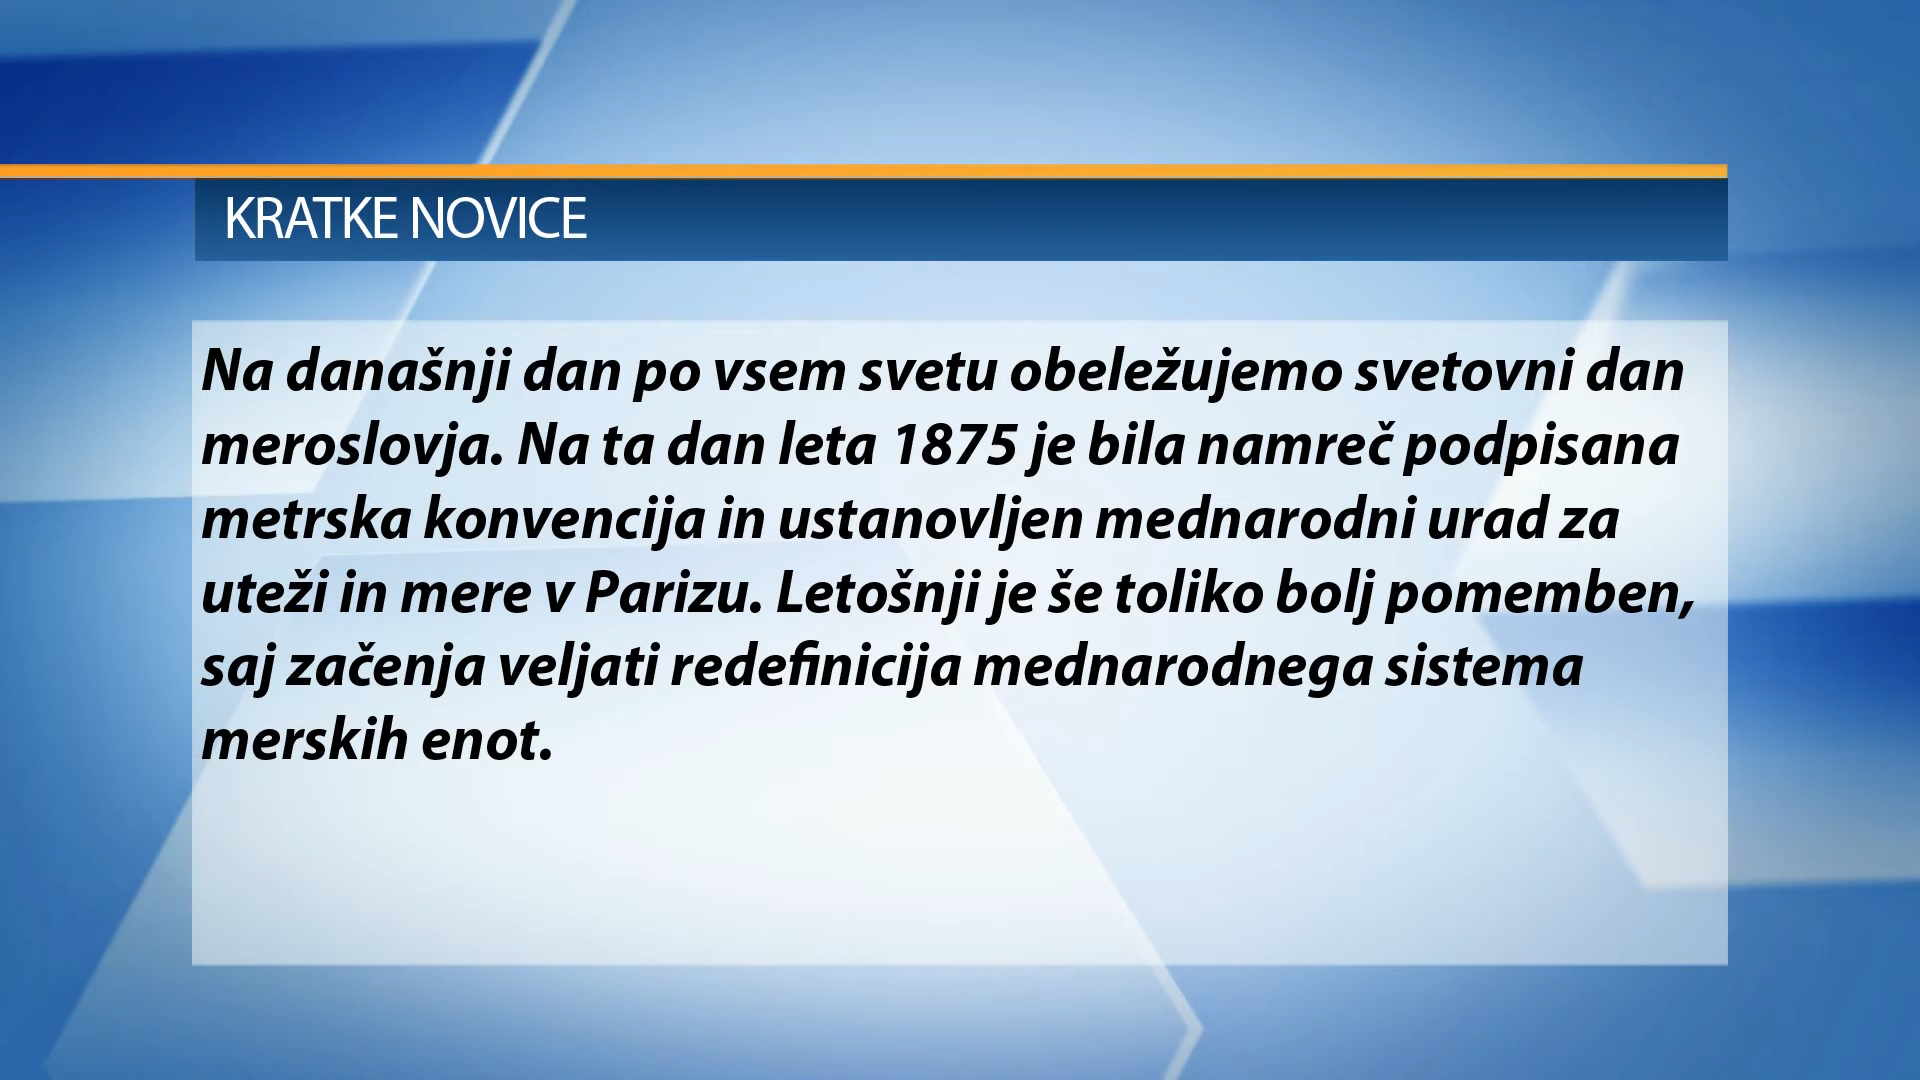 KRATKE NOVICE
Na današnji dan po vsem svetu obeležujemo svetovni dan
meroslovja. Na ta dan leta 1875 je bila namreč podpisana
metrska konvencija in ustanovljen mednarodni urad za
uteži in mere v Parizu. Letošnji je še toliko bolj pomemben,
saj začenja veljati redefinicija mednarodnega sistema
merskih enot.